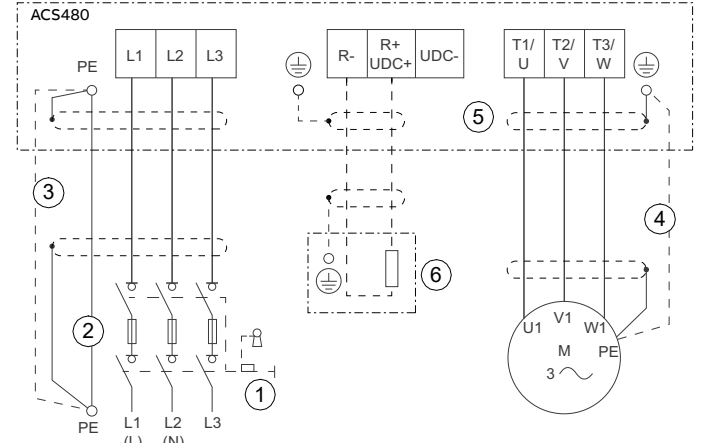 ACS480
PE
L1
L2
L3
R-
R+
UDC+
UDC-
T1/
U
T2/
V
T3/
W
5
3
4
6
2
U1
V1
W1
M
PE
3
1
PE
L1
L2
L3
(L)
(N)